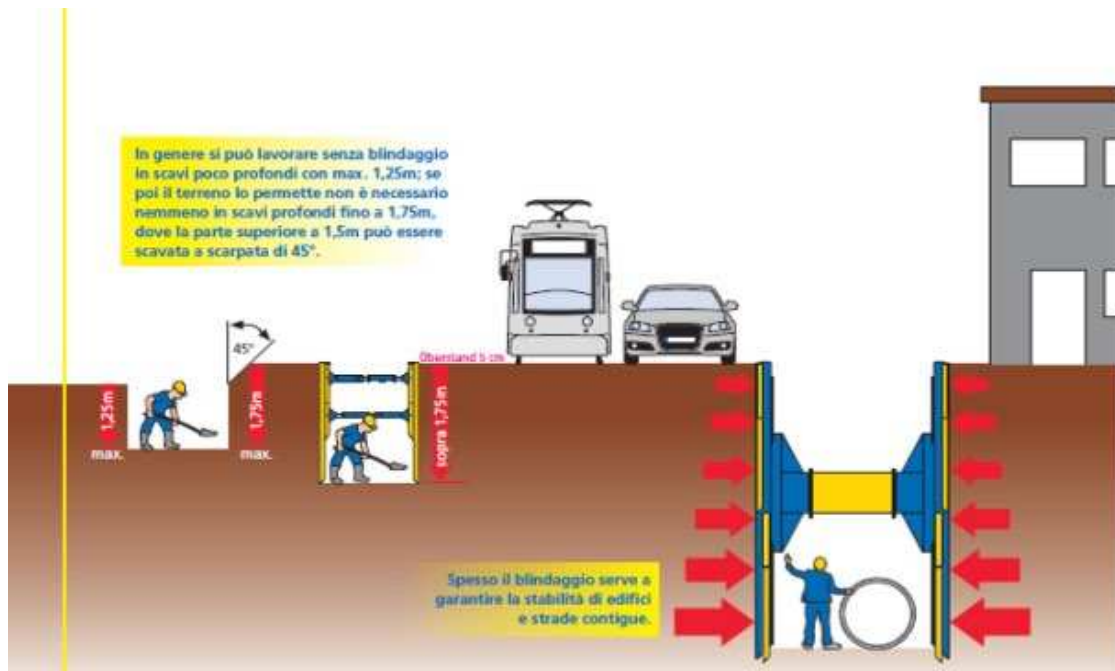 In genere si può lavorare senza blindaggio
in scavi poco profondi con max. 1,25m; se
poi il terreno lo permette non è necessario
nemmeno in scavi profondi fino a 1,75m,
dove la parte superiore a 1,5m può essere
scavata a scarpata di 45°.
45°
Überstand 5 cm
1,25m
max.
1,75m
max.
sopra 1,75m
Spesso il blindaggio serve a
garantire la stabilità di edifici
e strade contigue.